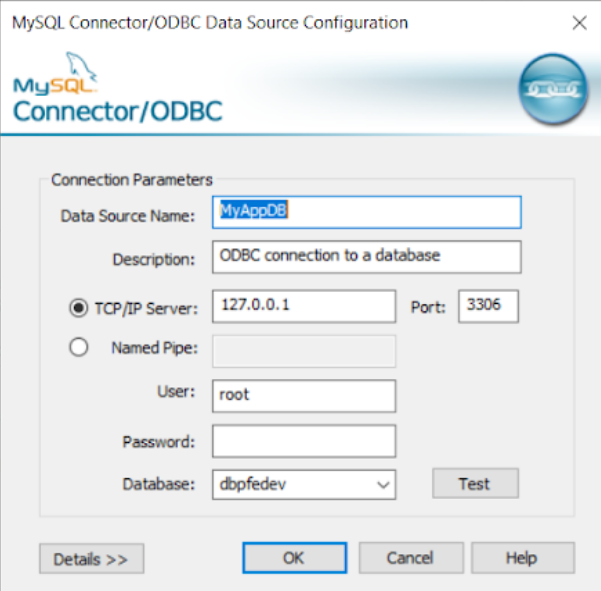 MySQL Connector/ODBC Data Source Configuration
MySQL
Connector/ODBC
Connection Parameters
Data Source Name: MyAppDB
Description: ODBC connection to a database
TCP/IP Server: 127.0.0.1 Port: 3306
Named Pipe:
User: root
Password:
Database: dbpfedev Test
Details >> OK Cancel Help